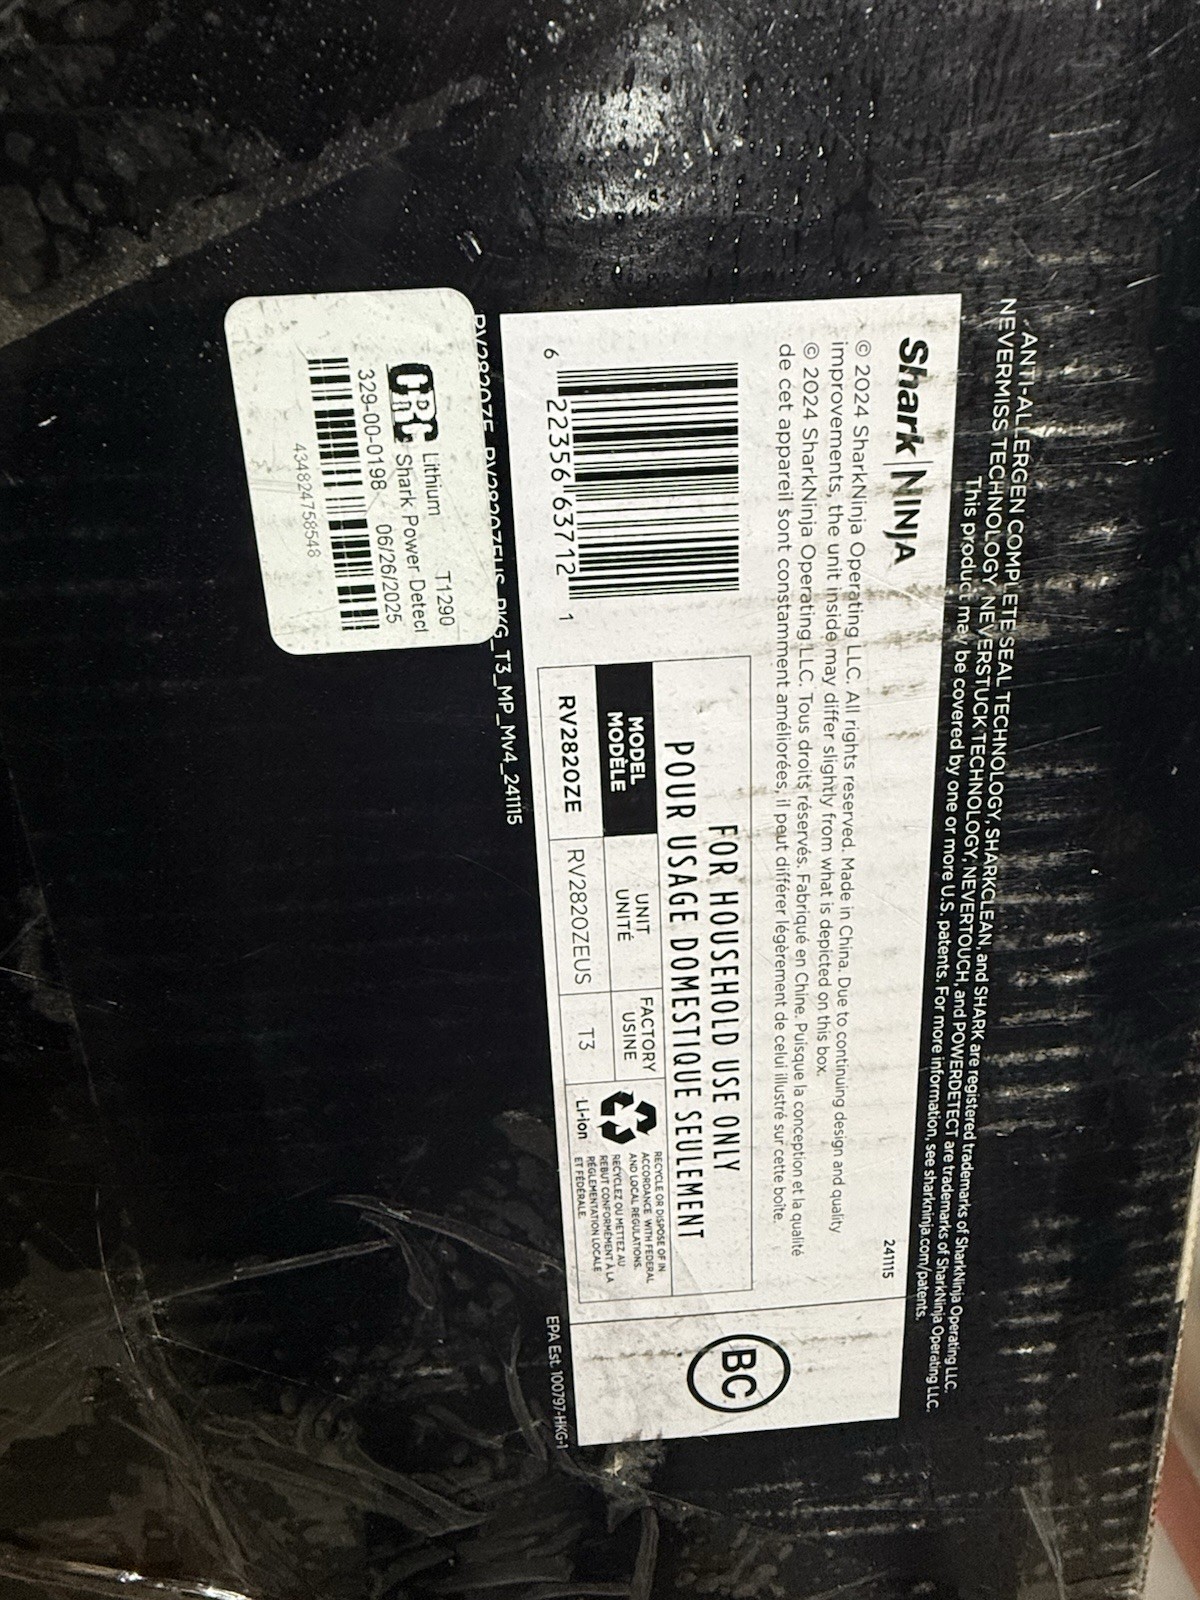 ANTI-ALLERGEN COMPLETE SEAL TECHNOLOGY, SHARKCLEAN, and SHARK are registered trademarks of SharkNinja Operating LLC.
NEVERMISS TECHNOLOGY, NEVERSTUCK TECHNOLOGY, NEVERTOUCH, and POWERDETECT are trademarks of SharkNinja Operating LLC.
This product may be covered by one or more U.S. patents. For more information, see sharkninja.com/patents.
Shark | NINJA
241115
© 2024 SharkNinja Operating LLC. All rights reserved. Made in China. Due to continuing design and quality
improvements, the unit inside may differ slightly from what is depicted on this box.
© 2024 SharkNinja Operating LLC. Tous droits réservés. Fabriqué en Chine. Puisque la conception et la qualité
de cet appareil sont constamment améliorées, il peut différer légèrement de celui illustré sur cette boîte.
6 22356 63712 1
FOR HOUSEHOLD USE ONLY
POUR USAGE DOMESTIQUE SEULEMENT
MODEL
MODÈLE
UNIT
UNITÉ
FACTORY
USINE
RV2820ZE
RV2820ZEUS
T3
Li-ion
RECYCLE OR DISPOSE OF IN
ACCORDANCE WITH FEDERAL
AND LOCAL REGULATIONS.
RECYCLEZ OU METTEZ AU
REBUT CONFORMÉMENT À LA
RÉGLEMENTATION LOCALE
ET FÉDÉRALE.
BC
EPA Est. 100797-HKG-1
RV2820ZE_RV2820ZEUS_PKG_T3_MP_Mv4_241115
CRC Lithium T1290
Shark Power Detect
329-00-0198 06/26/2025
434824758548